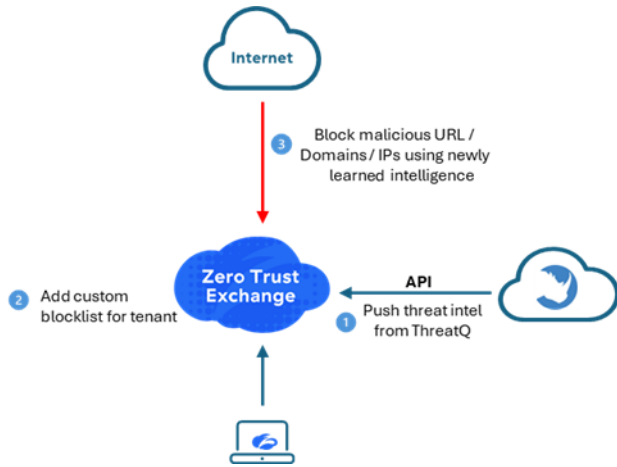 Internet
3
Block malicious URL /
Domains / IPs using newly
learned intelligence
Zero Trust
Exchange
API
2
Add custom
blocklist for tenant
1
Push threat intel
from ThreatQ